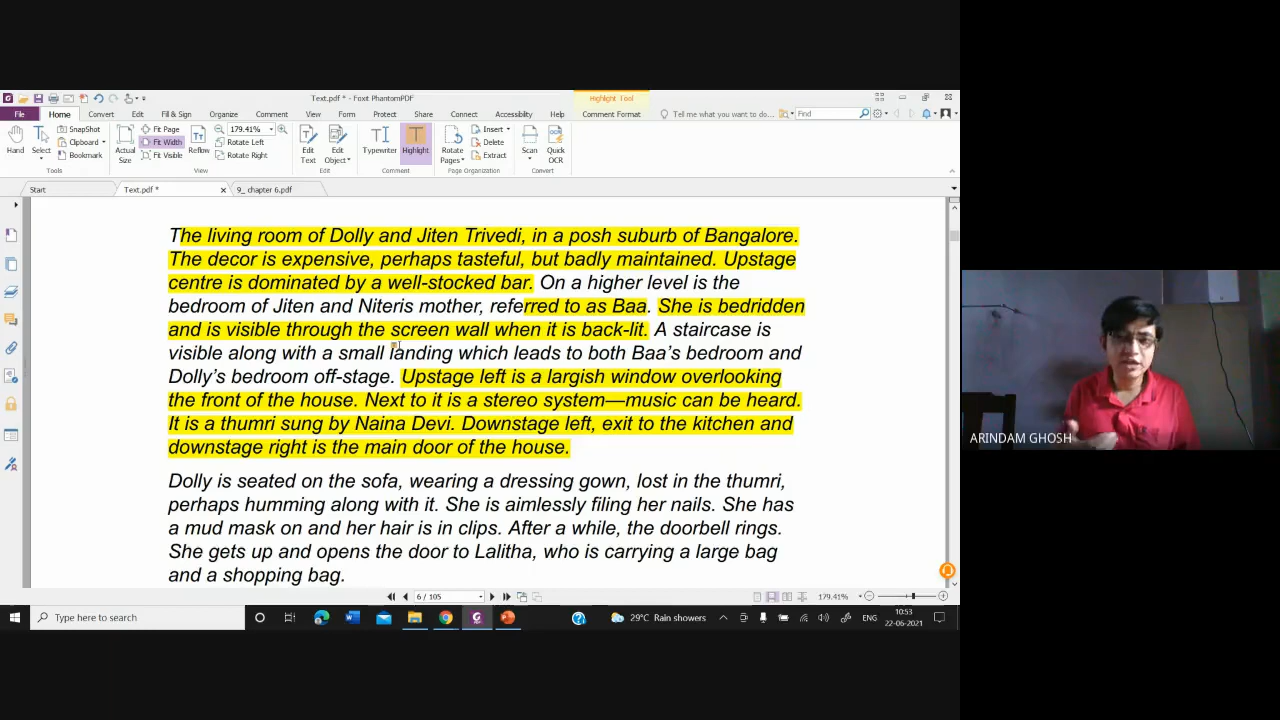 Text.pdf * - Foxit PhantomPDF
Highlight Tool
File Home Convert Fill & Sign Organize Comment View Form Protect Share Connect Accessibility Help Comment Format Tell me what you want to do... Find
Hand
Select
SnapShot
Clipboard
Bookmark
Tools
Actual Size
Fit Page
Fit Width
Fit Visible
Reflow
179.41%
Rotate Left
Rotate Right
View
Edit Text
Edit Object
Edit
Typewriter
Highlight
Comment
Rotate Pages
Insert
Delete
Extract
Page Organization
Scan
Quick OCR
Convert
Start Text.pdf * 9_ chapter 6.pdf
The living room of Dolly and Jiten Trivedi, in a posh suburb of Bangalore.
The decor is expensive, perhaps tasteful, but badly maintained. Upstage
centre is dominated by a well-stocked bar. On a higher level is the
bedroom of Jiten and Niteris mother, referred to as Baa. She is bedridden
and is visible through the screen wall when it is back-lit. A staircase is
visible along with a small landing which leads to both Baa's bedroom and
Dolly's bedroom off-stage. Upstage left is a largish window overlooking
the front of the house. Next to it is a stereo system—music can be heard.
It is a thumri sung by Naina Devi. Downstage left, exit to the kitchen and
downstage right is the main door of the house.
Dolly is seated on the sofa, wearing a dressing gown, lost in the thumri,
perhaps humming along with it. She is aimlessly filing her nails. She has
a mud mask on and her hair is in clips. After a while, the doorbell rings.
She gets up and opens the door to Lalitha, who is carrying a large bag
and a shopping bag.
ARINDAM GHOSH
6 / 105
179.41%
Type here to search
29°C Rain showers
ENG
10:53
22-06-2021